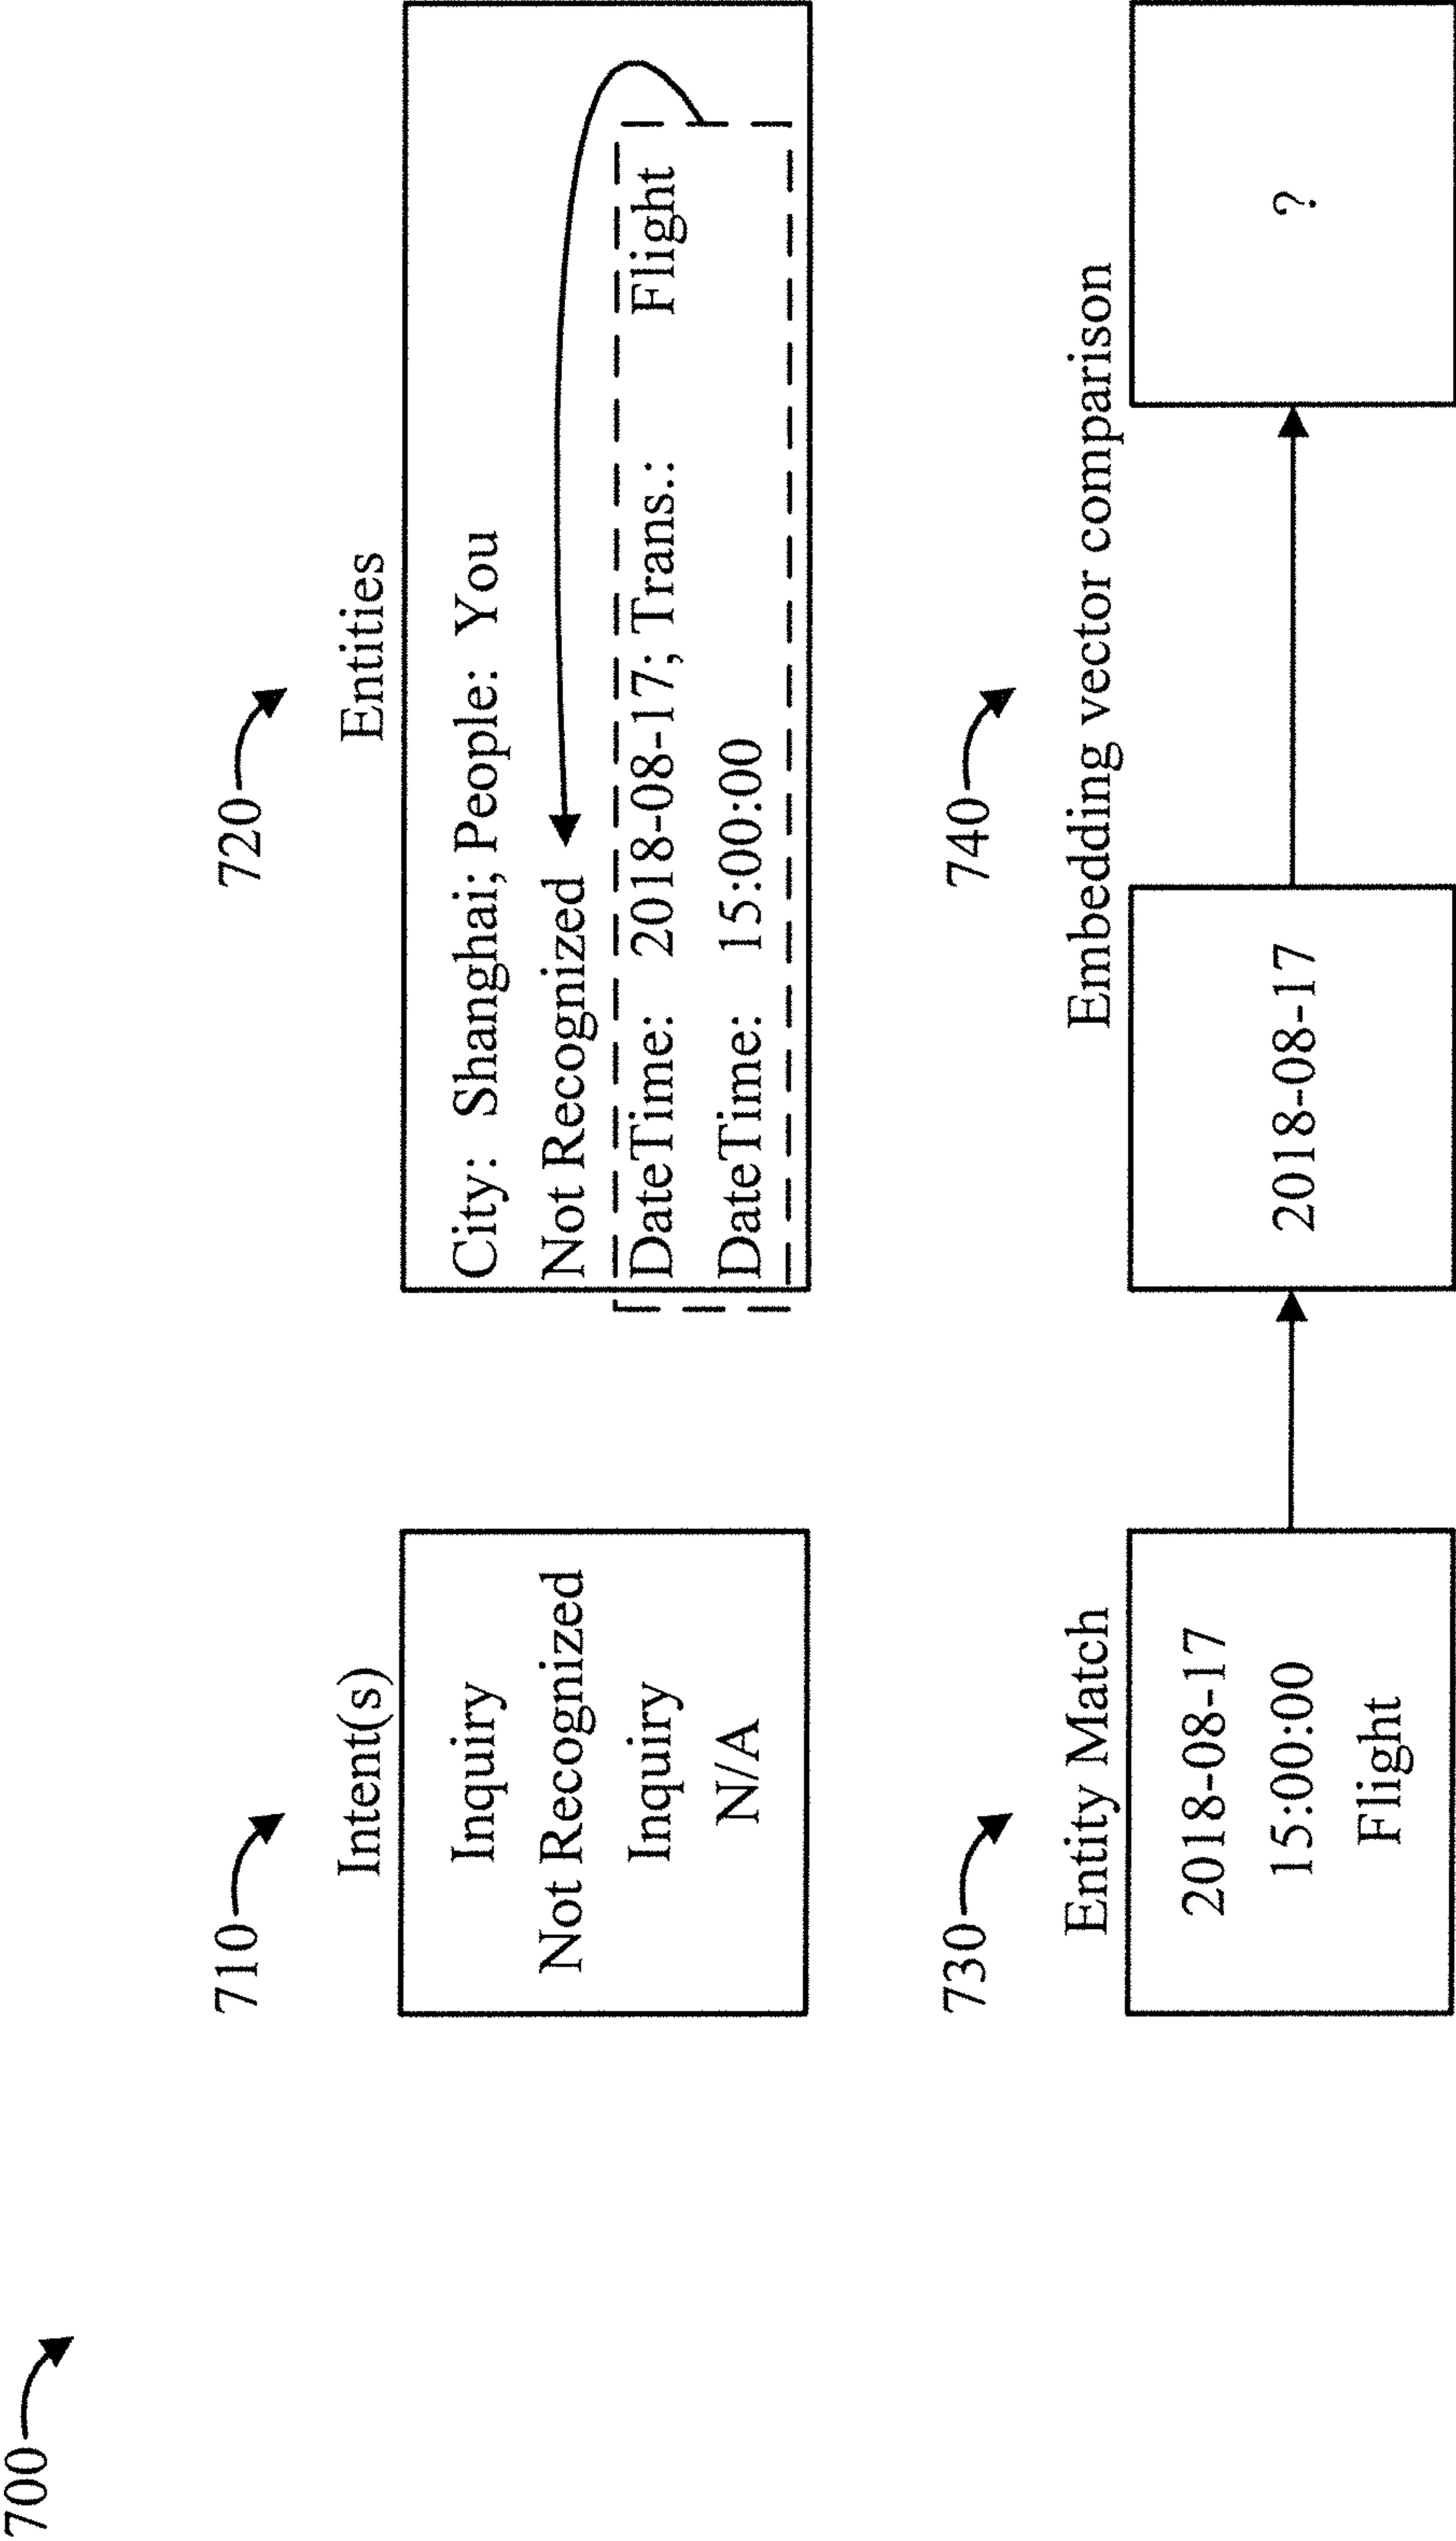 700
710
Intent(s)
Inquiry
Not Recognized
Inquiry
N/A
720
Entities
City: Shanghai; People: You
Not Recognized
DateTime: 2018-08-17; Trans.: Flight
DateTime: 15:00:00
730
Entity Match
2018-08-17
15:00:00
Flight
740
Embedding vector comparison
2018-08-17
?